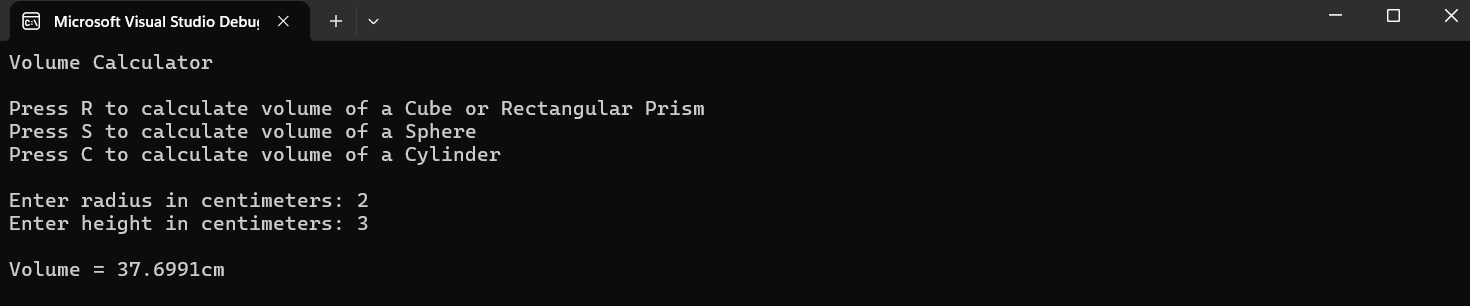 Microsoft Visual Studio Debug
Volume Calculator
Press R to calculate volume of a Cube or Rectangular Prism
Press S to calculate volume of a Sphere
Press C to calculate volume of a Cylinder
Enter radius in centimeters: 2
Enter height in centimeters: 3
Volume = 37.6991cm